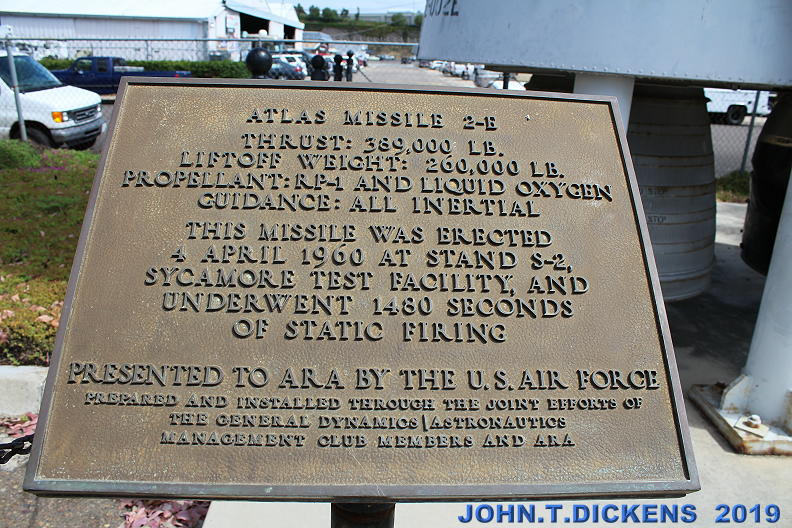 ATLAS MISSILE 2-E
THRUST: 389,000 LB.
LIFTOFF WEIGHT: 260,000 LB.
PROPELLANT: RP-1 AND LIQUID OXYGEN
GUIDANCE: ALL INERTIAL
THIS MISSILE WAS ERECTED
4 APRIL 1960 AT STAND S-2,
SYCAMORE TEST FACILITY, AND
UNDERWENT 1480 SECONDS
OF STATIC FIRING
PRESENTED TO ARA BY THE U.S. AIR FORCE
PREPARED AND INSTALLED THROUGH THE JOINT EFFORTS OF
THE GENERAL DYNAMICS|ASTRONAUTICS
MANAGEMENT CLUB MEMBERS AND ARA
JOHN.T.DICKENS 2019